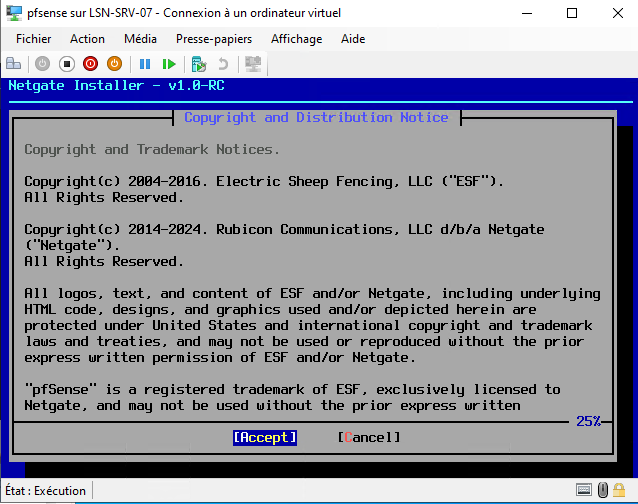 pfsense sur LSN-SRV-07 - Connexion à un ordinateur virtuel
Fichier Action Média Presse-papiers Affichage Aide
Netgate Installer - v1.0-RC
Copyright and Distribution Notice
Copyright and Trademark Notices.
Copyright(c) 2004-2016. Electric Sheep Fencing, LLC ("ESF").
All Rights Reserved.
Copyright(c) 2014-2024. Rubicon Communications, LLC d/b/a Netgate
("Netgate").
All Rights Reserved.
All logos, text, and content of ESF and/or Netgate, including underlying
HTML code, designs, and graphics used and/or depicted herein are
protected under United States and international copyright and trademark
laws and treaties, and may not be used or reproduced without the prior
express written permission of ESF and/or Netgate.
"pfSense" is a registered trademark of ESF, exclusively licensed to
Netgate, and may not be used without the prior express written
25%
[Accept] [Cancel]
État : Exécution